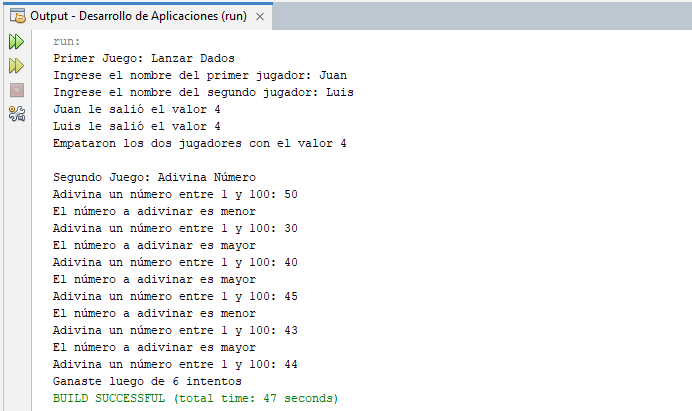 Output - Desarrollo de Aplicaciones (run)
run:
Primer Juego: Lanzar Dados
Ingrese el nombre del primer jugador: Juan
Ingrese el nombre del segundo jugador: Luis
Juan le salió el valor 4
Luis le salió el valor 4
Empataron los dos jugadores con el valor 4
Segundo Juego: Adivina Número
Adivina un número entre 1 y 100: 50
El número a adivinar es menor
Adivina un número entre 1 y 100: 30
El número a adivinar es mayor
Adivina un número entre 1 y 100: 40
El número a adivinar es mayor
Adivina un número entre 1 y 100: 45
El número a adivinar es menor
Adivina un número entre 1 y 100: 43
El número a adivinar es mayor
Adivina un número entre 1 y 100: 44
Ganaste luego de 6 intentos
BUILD SUCCESSFUL (total time: 47 seconds)